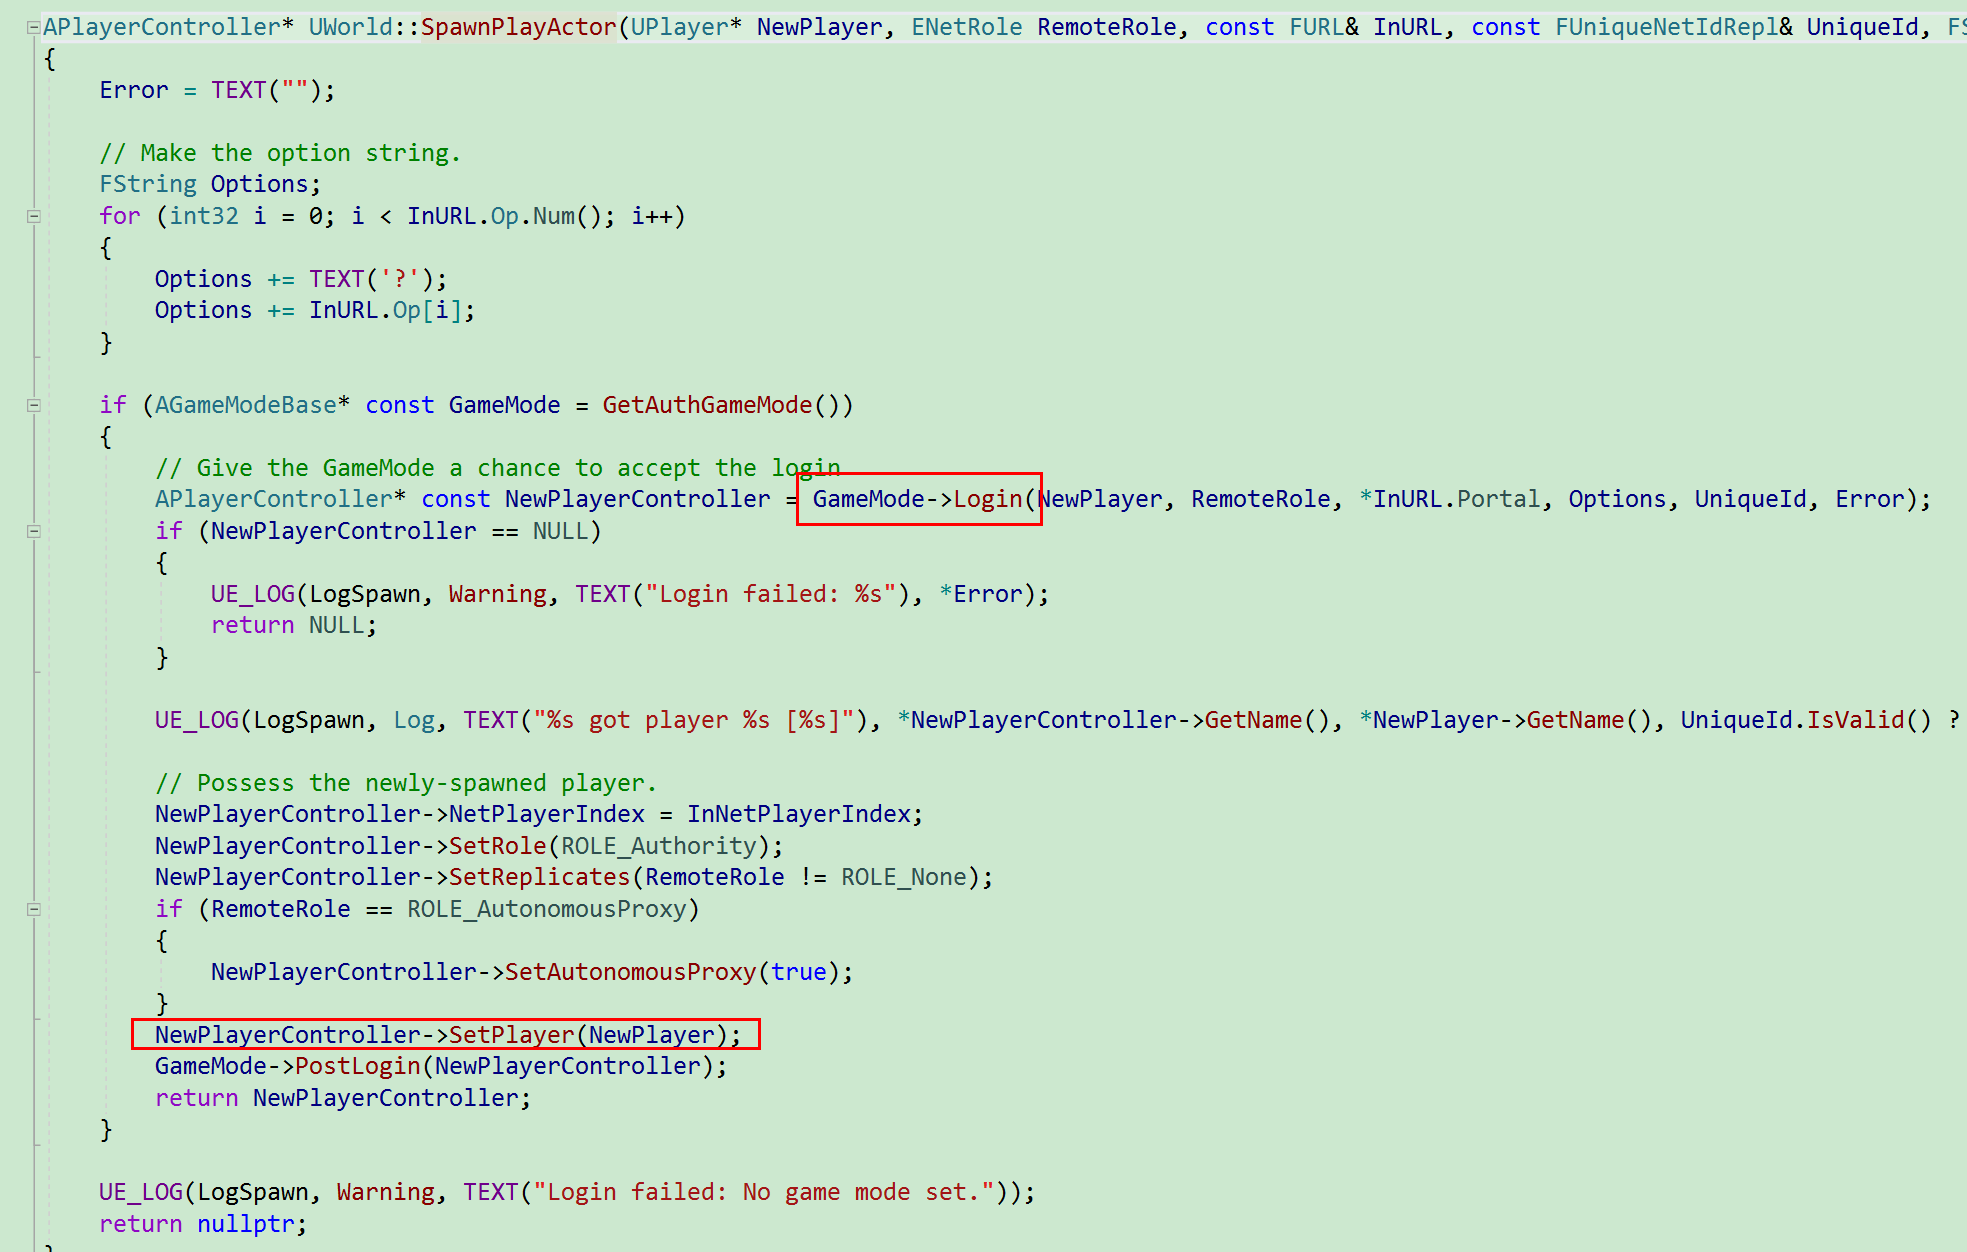 APlayerController* UWorld::SpawnPlayActor(UPlayer* NewPlayer, ENetRole RemoteRole, const FURL& InURL, const FUniqueNetIdRepl& UniqueId, FS
{
Error = TEXT("");
// Make the option string.
FString Options;
for (int32 i = 0; i < InURL.Op.Num(); i++)
{
Options += TEXT('?');
Options += InURL.Op[i];
}
if (AGameModeBase* const GameMode = GetAuthGameMode())
{
// Give the GameMode a chance to accept the login
APlayerController* const NewPlayerController = GameMode->Login(NewPlayer, RemoteRole, *InURL.Portal, Options, UniqueId, Error);
if (NewPlayerController == NULL)
{
UE_LOG(LogSpawn, Warning, TEXT("Login failed: %s"), *Error);
return NULL;
}
UE_LOG(LogSpawn, Log, TEXT("%s got player %s [%s]"), *NewPlayerController->GetName(), *NewPlayer->GetName(), UniqueId.IsValid() ?
// Possess the newly-spawned player.
NewPlayerController->NetPlayerIndex = InNetPlayerIndex;
NewPlayerController->SetRole(ROLE_Authority);
NewPlayerController->SetReplicates(RemoteRole != ROLE_None);
if (RemoteRole == ROLE_AutonomousProxy)
{
NewPlayerController->SetAutonomousProxy(true);
}
NewPlayerController->SetPlayer(NewPlayer);
GameMode->PostLogin(NewPlayerController);
return NewPlayerController;
}
UE_LOG(LogSpawn, Warning, TEXT("Login failed: No game mode set."));
return nullptr;
}